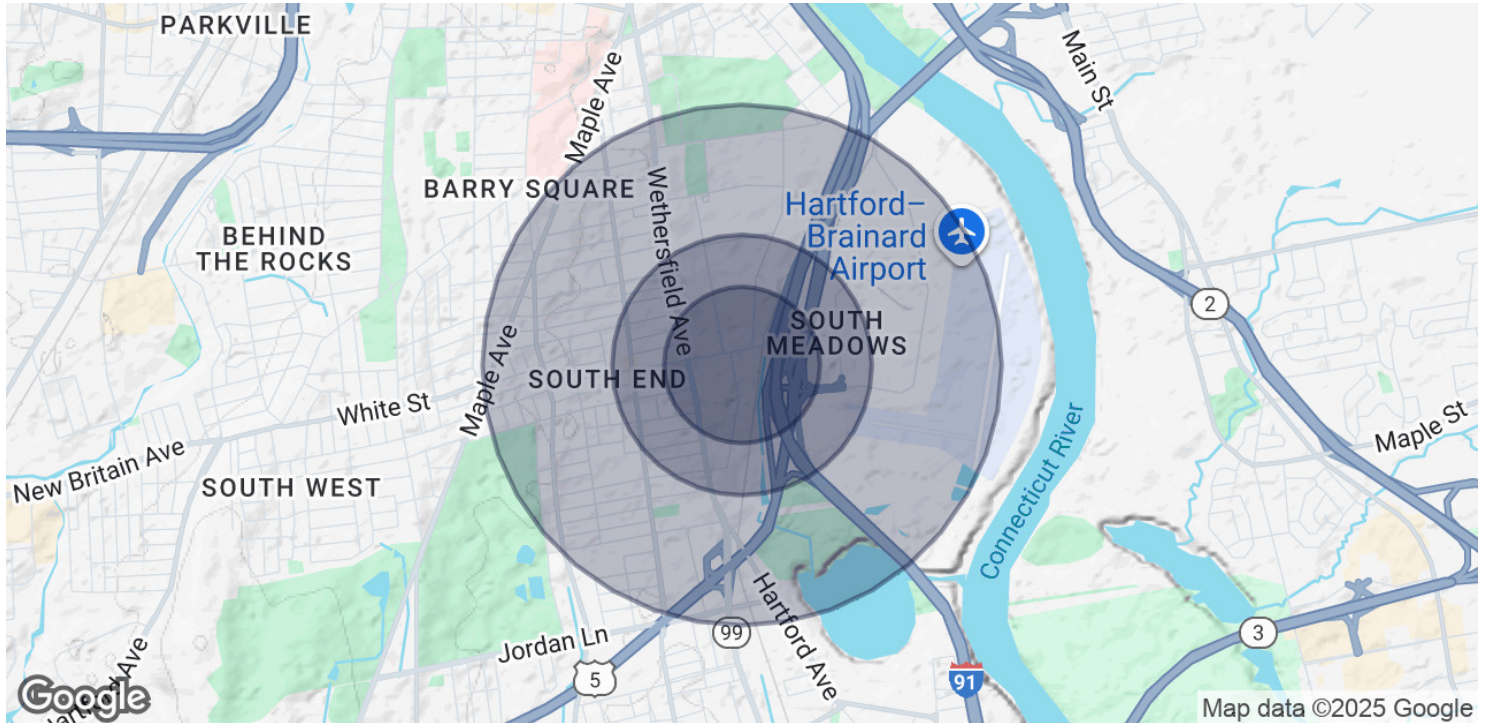 PARKVILLE
Main St
Maple Ave
BARRY SQUARE
Wethersfield Ave
Hartford–
Brainard
Airport
BEHIND
THE ROCKS
2
SOUTH
MEADOWS
Maple Ave
SOUTH END
White St
Maple St
New Britain Ave
SOUTH WEST
Connecticut River
Hartford Ave
99
3
Jordan Ln
5
91
Hartford Ave
Google
Map data ©2025 Google